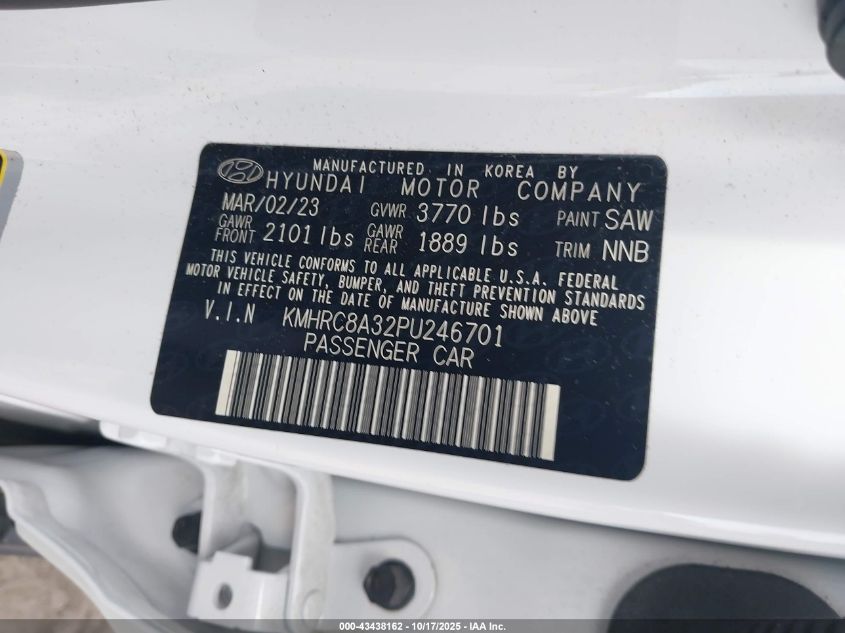 MANUFACTURED IN KOREA BY
HYUNDAI MOTOR COMPANY
MAR/02/23 GVWR 3770 lbs PAINT SAW
GAWR FRONT 2101 lbs GAWR REAR 1889 lbs TRIM NNB
THIS VEHICLE CONFORMS TO ALL APPLICABLE U.S.A. FEDERAL
MOTOR VEHICLE SAFETY, BUMPER, AND THEFT PREVENTION STANDARDS
IN EFFECT ON THE DATE OF MANUFACTURE SHOWN ABOVE
V.I.N KMHRC8A32PU246701
PASSENGER CAR
000-43438162 - 10/17/2025 - IAA Inc.